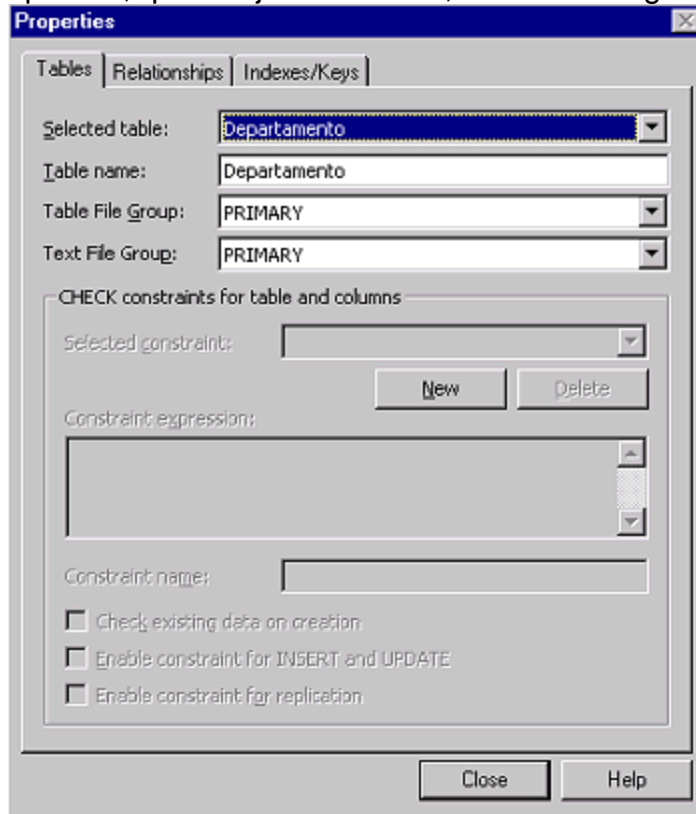 Properties
Tables Relationships Indexes/Keys
Selected table: Departamento
Table name: Departamento
Table File Group: PRIMARY
Text File Group: PRIMARY
CHECK constraints for table and columns
Selected constraint:
New Delete
Constraint expression:
Constraint name:
Check existing data on creation
Enable constraint for INSERT and UPDATE
Enable constraint for replication
Close Help